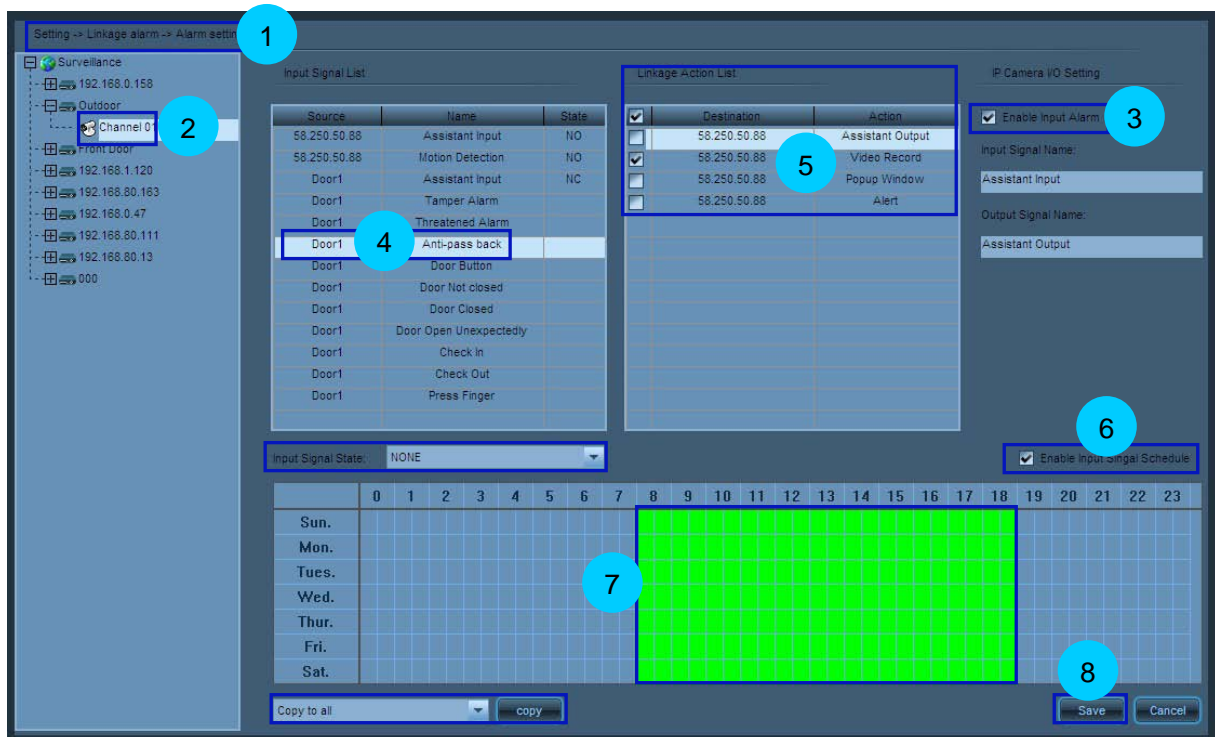 Setting -> Linkage alarm -> Alarm settin
1
Surveillance
192.168.0.158
Outdoor
Channel 01
2
Front Door
192.168.1.120
192.168.80.163
192.168.0.47
192.168.80.111
192.168.80.13
000
Input Signal List
Source Name State
58.250.50.88 Assistant Input NO
58.250.50.88 Motion Detection NO
Door1 Assistant Input NC
Door1 Tamper Alarm
Door1 Threatened Alarm
Door1 4 Anti-pass back
Door1 Door Button
Door1 Door Not closed
Door1 Door Closed
Door1 Door Open Unexpectedly
Door1 Check In
Door1 Check Out
Door1 Press Finger
Linkage Action List
Destination Action
58.250.50.88 Assistant Output
58.250.50.88 5 Video Record
58.250.50.88 Popup Window
58.250.50.88 Alert
IP Camera I/O Setting
Enable Input Alarm 3
Input Signal Name:
Assistant Input
Output Signal Name:
Assistant Output
Input Signal State: NONE
6
Enable Input Singal Schedule
0 1 2 3 4 5 6 7 8 9 10 11 12 13 14 15 16 17 18 19 20 21 22 23
Sun.
Mon.
Tues.
Wed.
Thur.
Fri.
Sat.
7
8
Copy to all copy Save Cancel